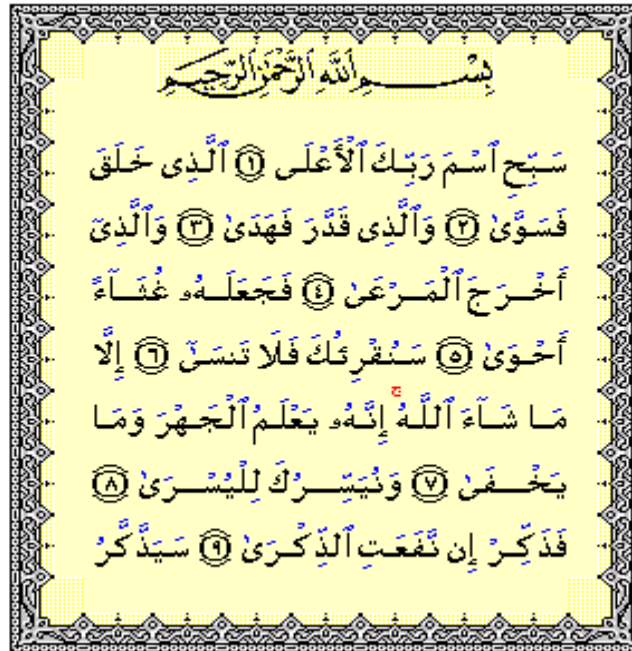 بِسْمِ ٱللَّهِ ٱلرَّحْمَٰنِ ٱلرَّحِيمِ
سَبِّحِ ٱسْمَ رَبِّكَ ٱلْأَعْلَى ١ ٱلَّذِى خَلَقَ
فَسَوَّىٰ ٢ وَٱلَّذِى قَدَّرَ فَهَدَىٰ ٣ وَٱلَّذِىٓ
أَخْرَجَ ٱلْمَرْعَىٰ ٤ فَجَعَلَهُۥ غُثَآءً
أَحْوَىٰ ٥ سَنُقْرِئُكَ فَلَا تَنسَىٰٓ ٦ إِلَّا
مَا شَآءَ ٱللَّهُ ۚ إِنَّهُۥ يَعْلَمُ ٱلْجَهْرَ وَمَا
يَخْفَىٰ ٧ وَنُيَسِّرُكَ لِلْيُسْرَىٰ ٨
فَذَكِّرْ إِن نَّفَعَتِ ٱلذِّكْرَىٰ ٩ سَيَذَّكَّرُ